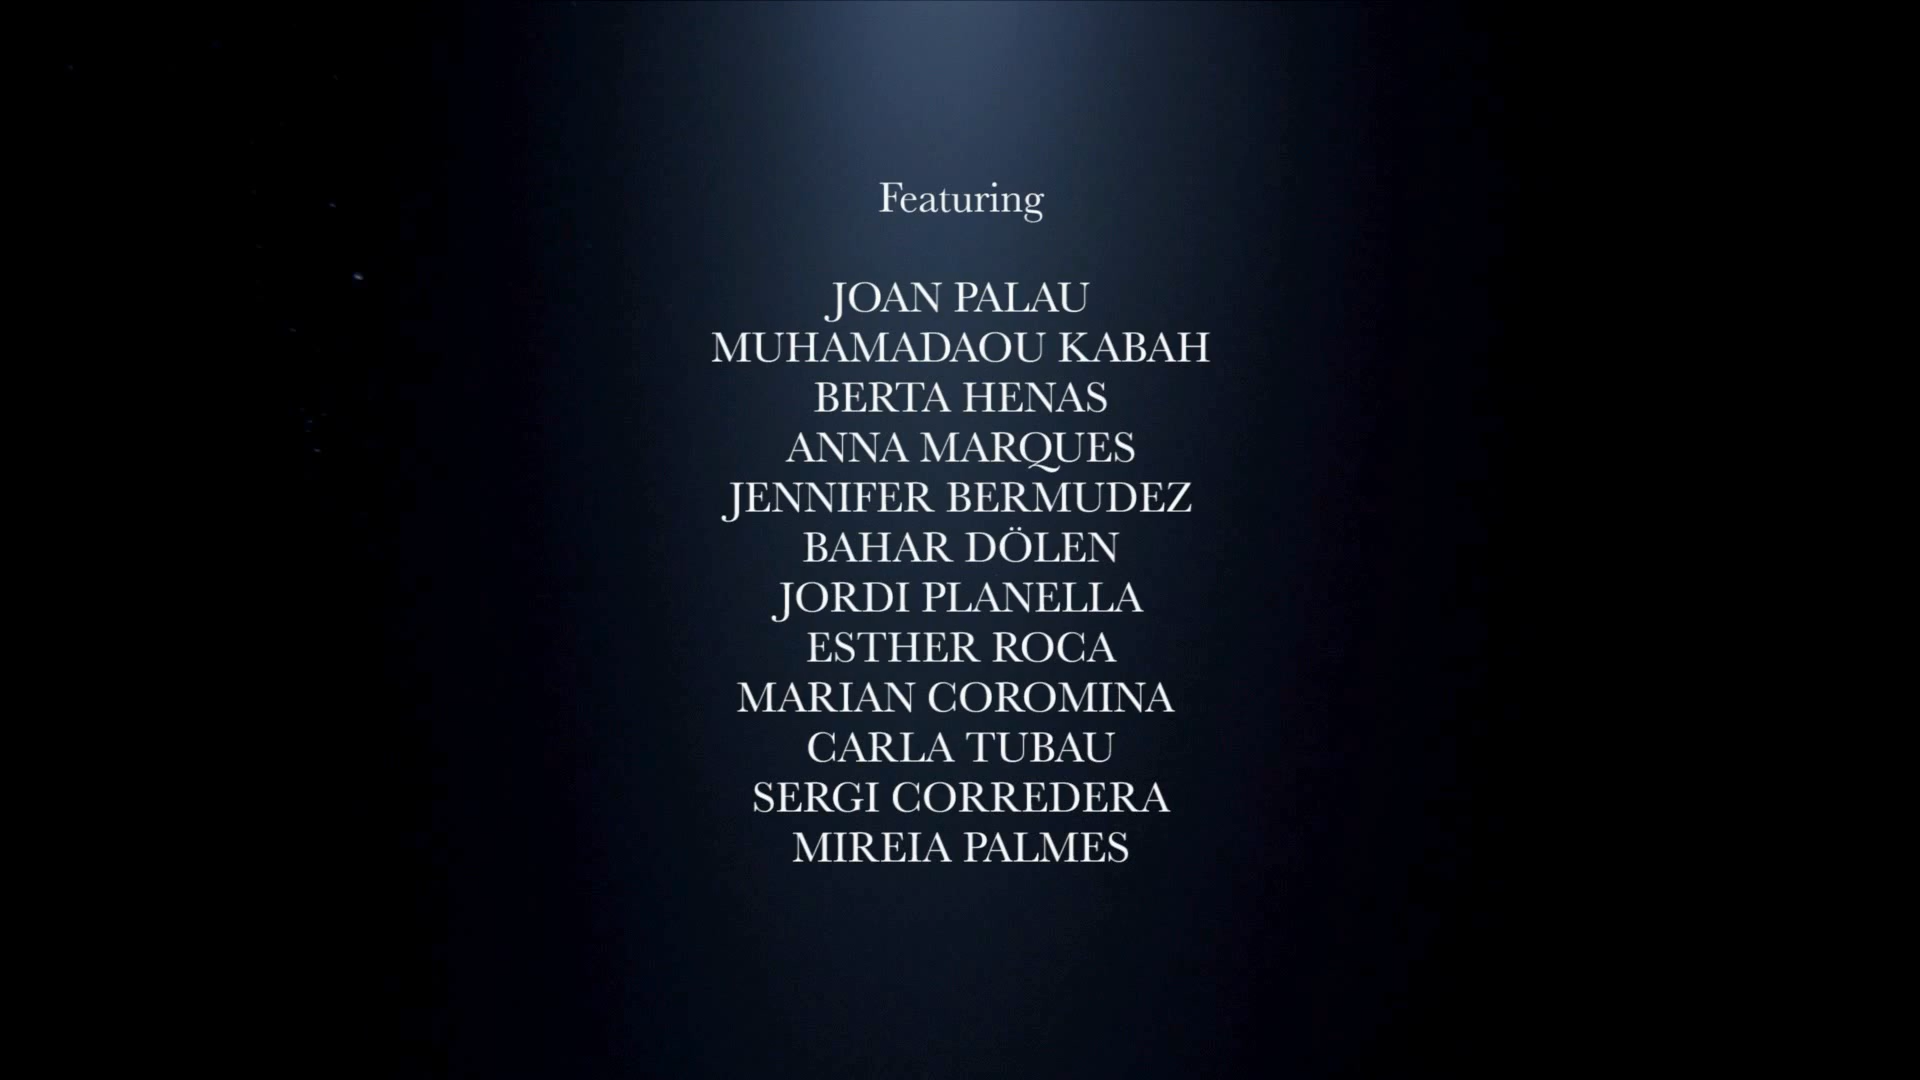 Featuring
JOAN PALAU
MUHAMADAOU KABAH
BERTA HENAS
ANNA MARQUES
JENNIFER BERMUDEZ
BAHAR DÖLEN
JORDI PLANELLA
ESTHER ROCA
MARIAN COROMINA
CARLA TUBAU
SERGI CORREDERA
MIREIA PALMES